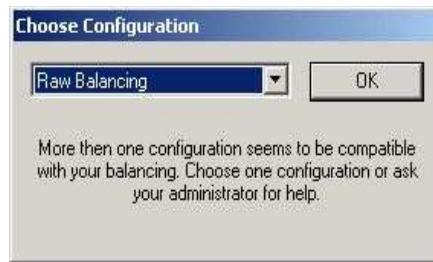 Choose Configuration
Raw Balancing
OK
More then one configuration seems to be compatible
with your balancing. Choose one configuration or ask
your administrator for help.